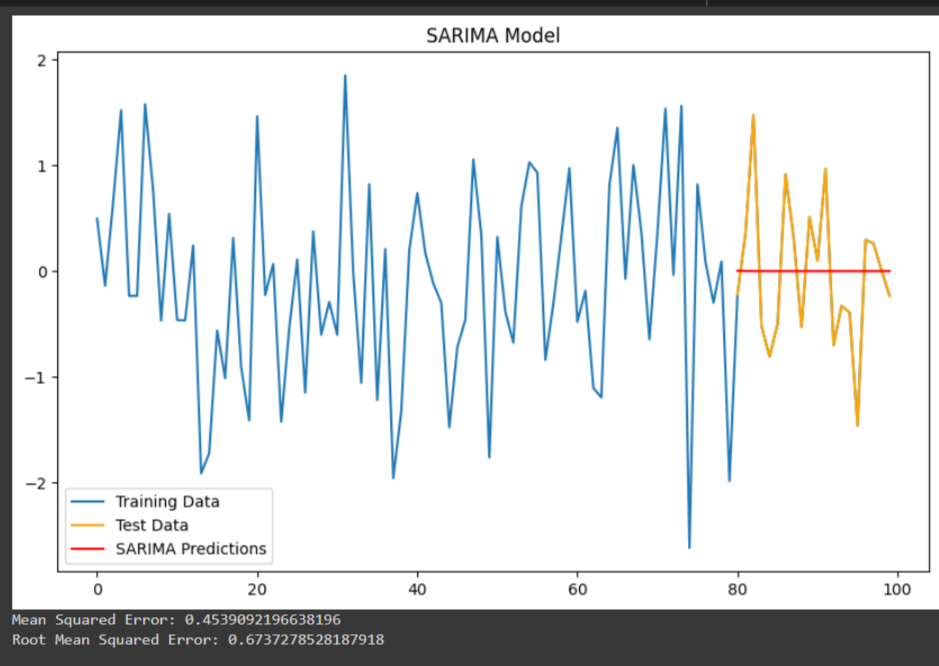 SARIMA Model
2
1
0
−1
−2
Training Data
Test Data
SARIMA Predictions
0 20 40 60 80 100
Mean Squared Error: 0.4539092196638196
Root Mean Squared Error: 0.6737278528187918